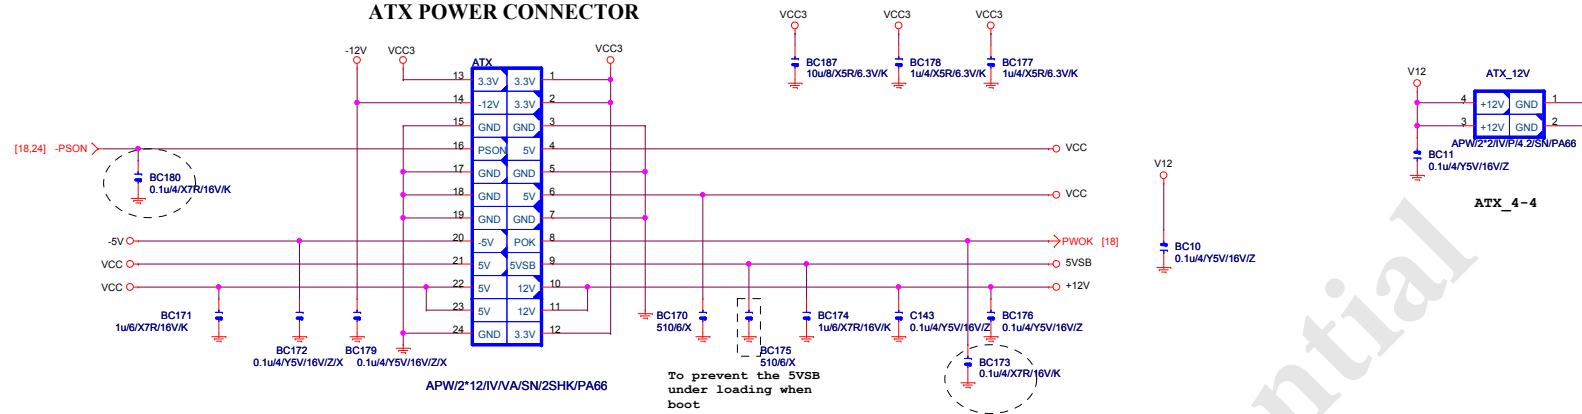 ATX POWER CONNECTOR
VCC3 VCC3 VCC3
BC187
10u/8/X5R/6.3V/K
BC178
1u/4/X5R/6.3V/K
BC177
1u/4/X5R/6.3V/K
-12V VCC3 VCC3
ATX
13 3.3V 3.3V 1
14 -12V 3.3V 2
15 GND GND 3
[18,24] -PSON 16 PSON 5V 4 VCC
17 GND GND 5
18 GND 5V 6 VCC
19 GND GND 7
-5V 20 -5V POK 8 PWOK [18]
VCC 21 5V 5VSB 9 5VSB
VCC 22 5V 12V 10 +12V
23 5V 12V 11
24 GND 3.3V 12
BC180
0.1u/4/X7R/16V/K
BC171
1u/6/X7R/16V/K
BC172
0.1u/4/Y5V/16V/Z/X
BC179
0.1u/4/Y5V/16V/Z/X
APW/2*12/IV/VA/SN/2SHK/PA66
BC170
510/6/X
BC175
510/6/X
BC174
1u/6/X7R/16V/K
C143
0.1u/4/Y5V/16V/Z
BC176
0.1u/4/Y5V/16V/Z
BC173
0.1u/4/X7R/16V/K
To prevent the 5VSB
under loading when
boot
V12
BC10
0.1u/4/Y5V/16V/Z
V12
ATX_12V
4 +12V GND 1
3 +12V GND 2
APW/2*2/IV/P/4.2/SN/PA66
BC11
0.1u/4/Y5V/16V/Z
ATX_4-4
ntial